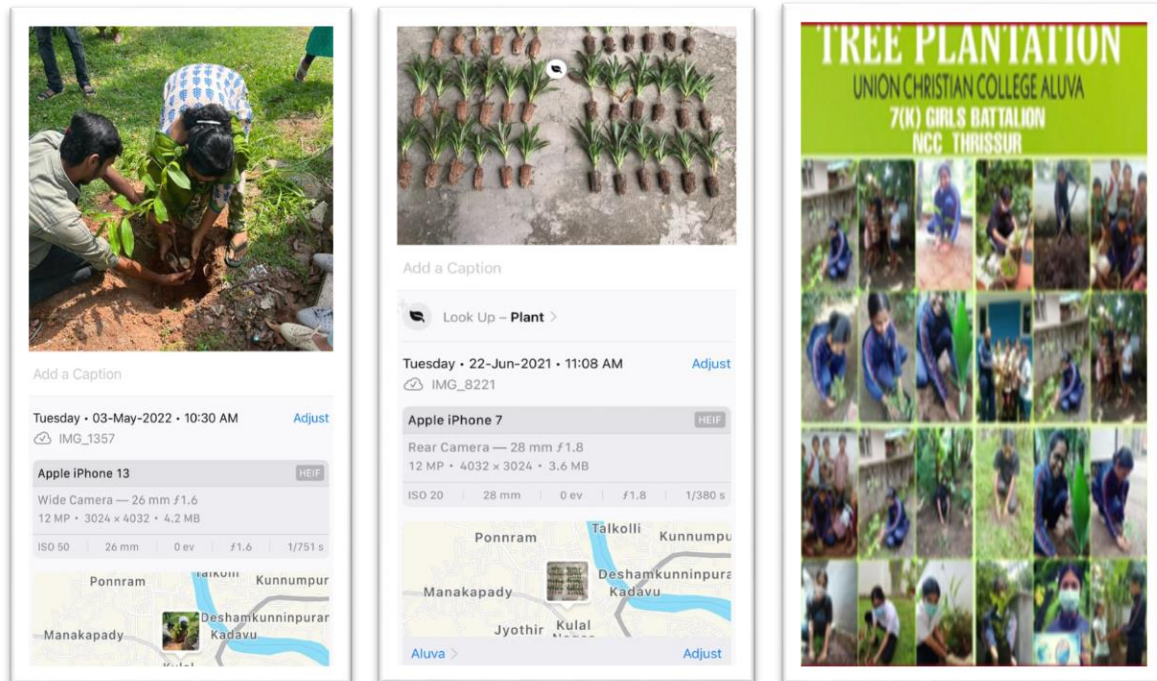 Add a Caption
Tuesday • 03-May-2022 • 10:30 AM Adjust
IMG_1357
Apple iPhone 13 HEIF
Wide Camera — 26 mm ƒ1.6
12 MP • 3024 × 4032 • 4.2 MB
ISO 50 26 mm 0 ev ƒ1.6 1/751 s
Ponnram
Kunnumpur
Deshamkunninpurar
Manakapady
Kadavu
Add a Caption
Look Up – Plant >
Tuesday • 22-Jun-2021 • 11:08 AM Adjust
IMG_8221
Apple iPhone 7 HEIF
Rear Camera — 28 mm ƒ1.8
12 MP • 4032 × 3024 • 3.6 MB
ISO 20 28 mm 0 ev ƒ1.8 1/380 s
Talkolli
Ponnram
Kunnumpu
Deshamkunninpura
Manakapady
Kadavu
Jyothir
Kulal
Aluva > Adjust
TREE PLANTATION
UNION CHRISTIAN COLLEGE ALUVA
7(K) GIRLS BATTALION
NCC THRISSUR